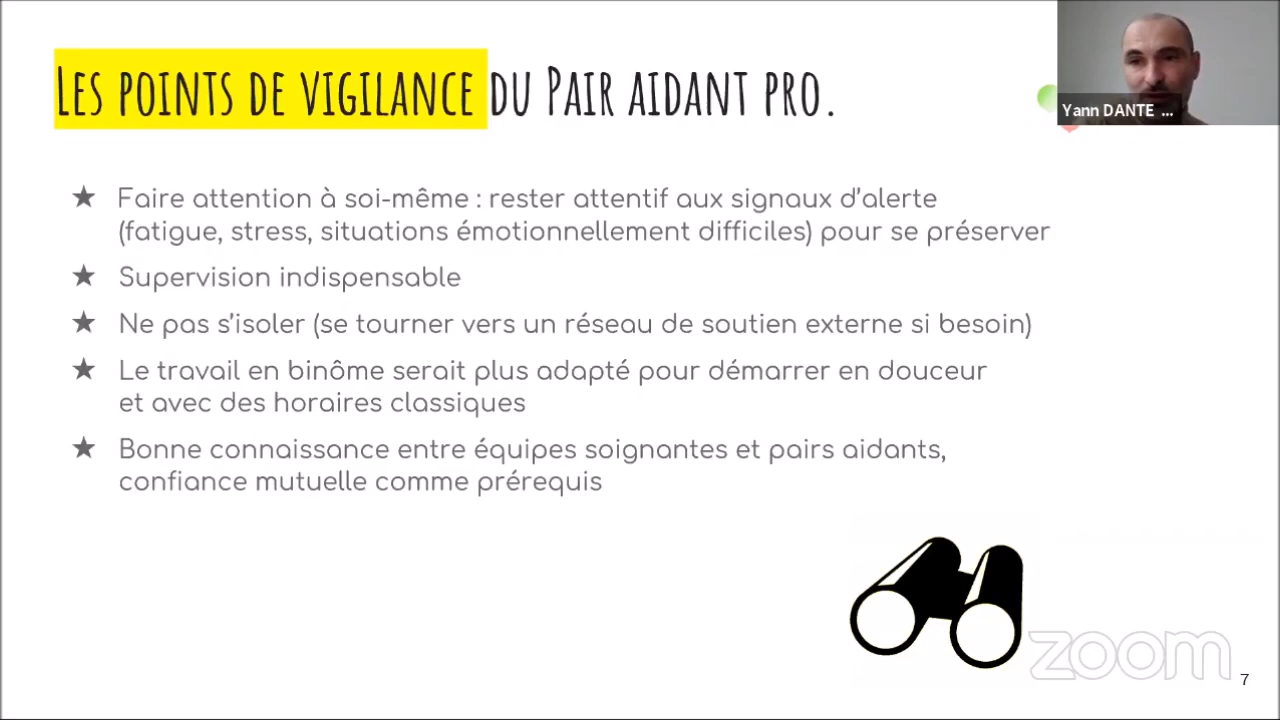 Les points de vigilance du Pair aidant pro.
Yann DANTE ...
★ Faire attention à soi-même : rester attentif aux signaux d’alerte
(fatigue, stress, situations émotionnellement difficiles) pour se préserver
★ Supervision indispensable
★ Ne pas s’isoler (se tourner vers un réseau de soutien externe si besoin)
★ Le travail en binôme serait plus adapté pour démarrer en douceur
et avec des horaires classiques
★ Bonne connaissance entre équipes soignantes et pairs aidants,
confiance mutuelle comme prérequis
zoom
7